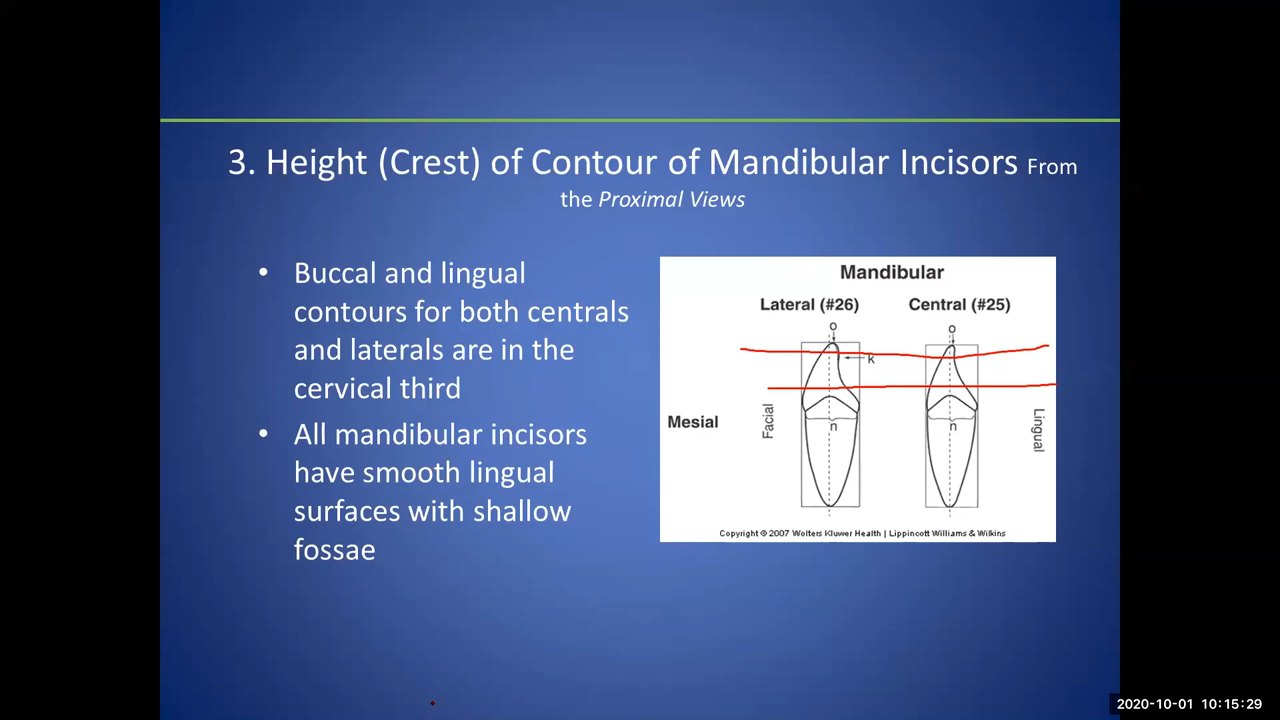 3. Height (Crest) of Contour of Mandibular Incisors From
the Proximal Views
• Buccal and lingual
contours for both centrals
and laterals are in the
cervical third
• All mandibular incisors
have smooth lingual
surfaces with shallow
fossae
Mandibular
Lateral (#26) Central (#25)
o o
k
Mesial
Facial
n n
Lingual
Copyright © 2007 Wolters Kluwer Health | Lippincott Williams & Wilkins
2020-10-01 10:15:29